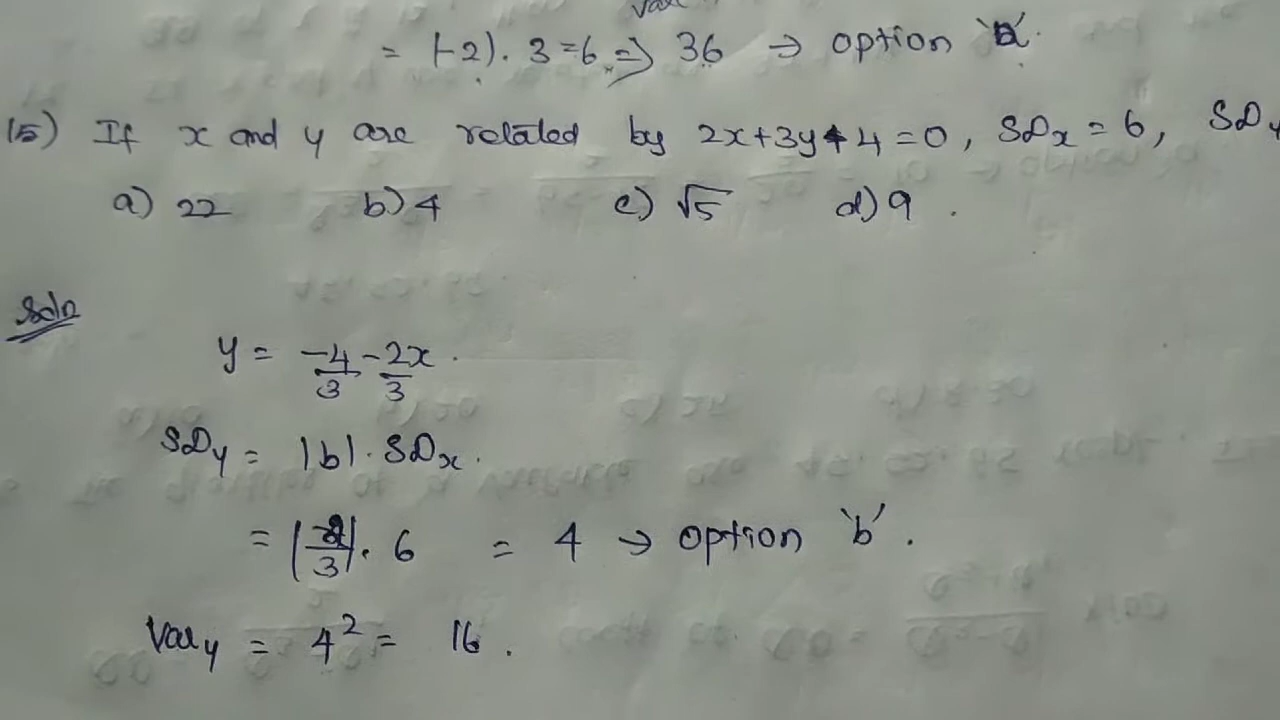 = |-2| . 3 = 6 => 36 → option
15) If x and y are related by 2x+3y+4=0, SDx = 6, SDy
a) 22 b) 4 c) √5 d) 9 .
Soln
y = -4/3 - 2x/3 .
SDy = |b| . SDx .
= |-2/3| . 6 = 4 → option 'b' .
Vary = 4² = 16 .